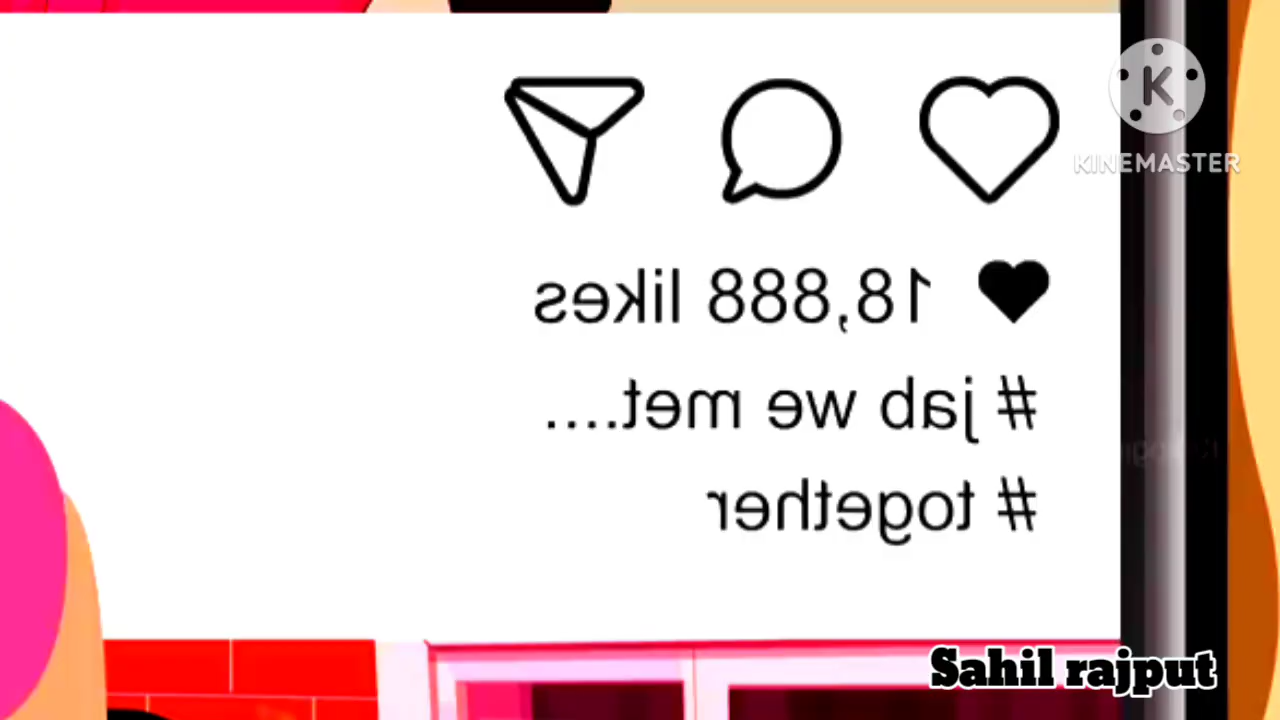 K
KINEMASTER
18,888 likes
# jab we met....
# together
Sahil rajput